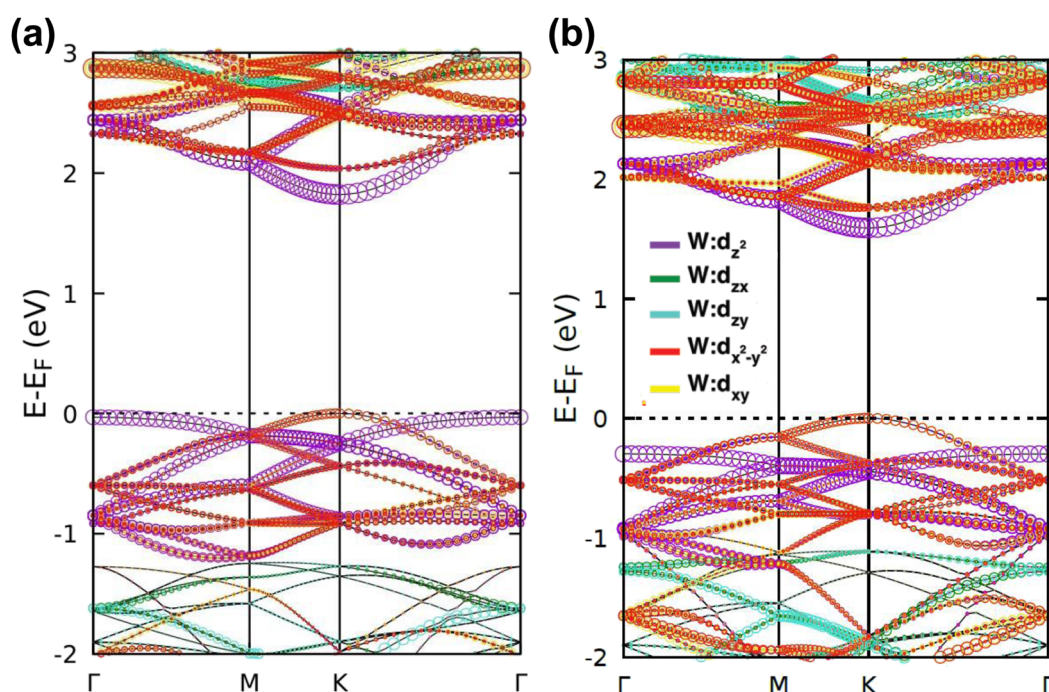 (a)
(b)
3
2
1
0
-1
-2
E-E_F (eV)
Γ
M
K
Γ
3
2
1
0
-1
-2
E-E_F (eV)
W:d_z²
W:d_zx
W:d_zy
W:d_x²-y²
W:d_xy
Γ
M
K
Γ